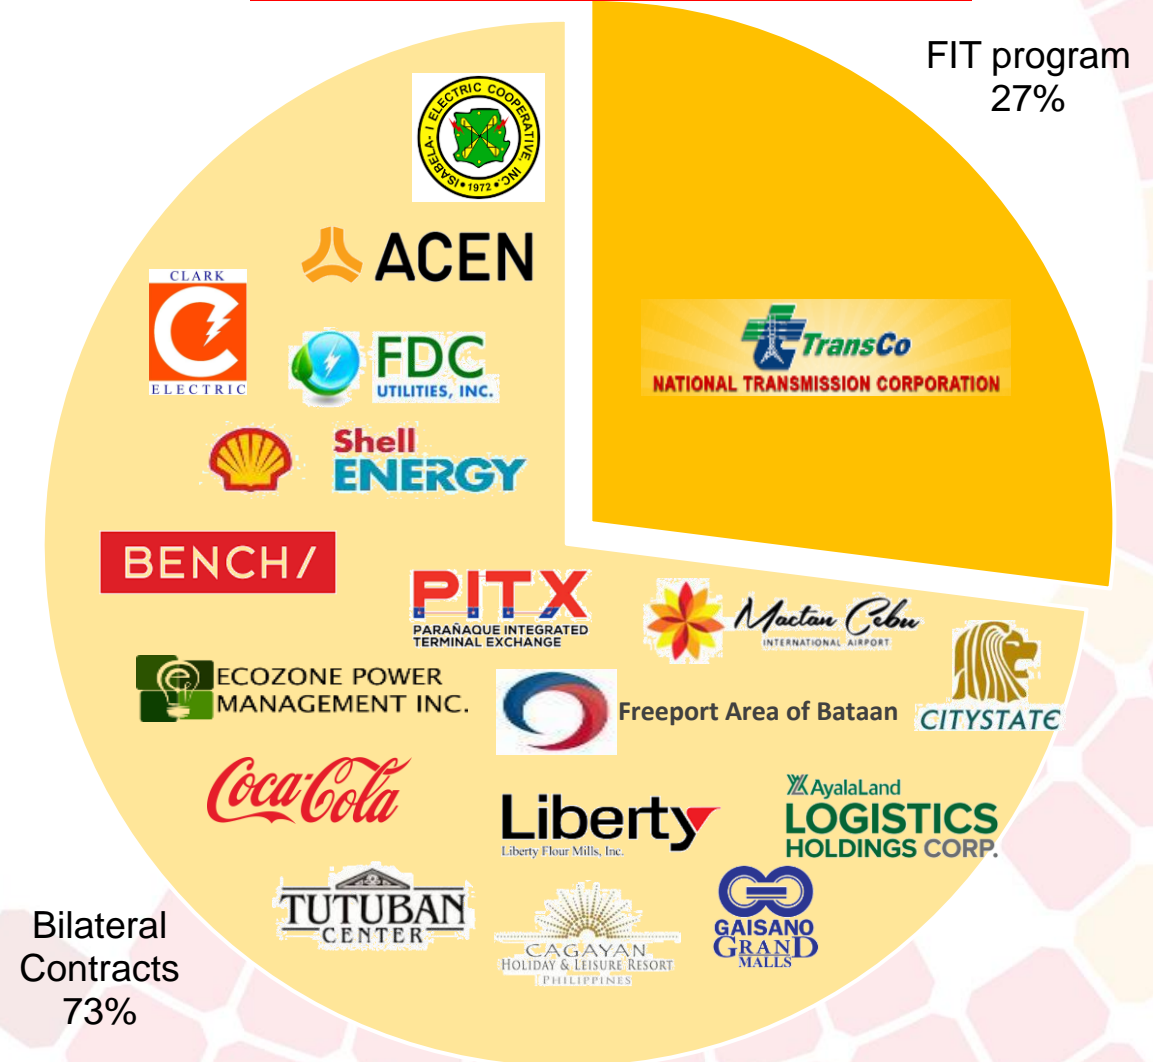 FIT program
27%
ISABELA-I ELECTRIC COOPERATIVE, INC.
• 1972 •
ACEN
CLARK
C
ELECTRIC
FDC
UTILITIES, INC.
TransCo
NATIONAL TRANSMISSION CORPORATION
Shell
ENERGY
BENCH/
PITX
PARAÑAQUE INTEGRATED
TERMINAL EXCHANGE
Mactan Cebu
INTERNATIONAL AIRPORT
ECOZONE POWER
MANAGEMENT INC.
Freeport Area of Bataan
CITYSTATE
Coca-Cola
Liberty
Liberty Flour Mills, Inc.
AyalaLand
LOGISTICS
HOLDINGS CORP.
TUTUBAN
CENTER
CAGAYAN
HOLIDAY & LEISURE RESORT
PHILIPPINES
GAISANO
GRAND
MALLS
Bilateral
Contracts
73%